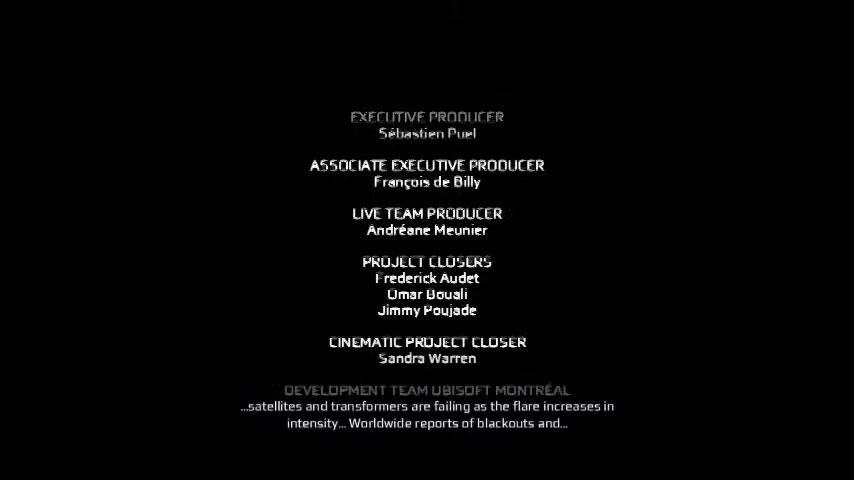 EXECUTIVE PRODUCER
Sébastien Puel
ASSOCIATE EXECUTIVE PRODUCER
François de Billy
LIVE TEAM PRODUCER
Andréane Meunier
PROJECT CLOSERS
Frederick Audet
Omar Bouali
Jimmy Poujade
CINEMATIC PROJECT CLOSER
Sandra Warren
DEVELOPMENT TEAM UBISOFT MONTRÉAL
...satellites and transformers are failing as the flare increases in
intensity... Worldwide reports of blackouts and...